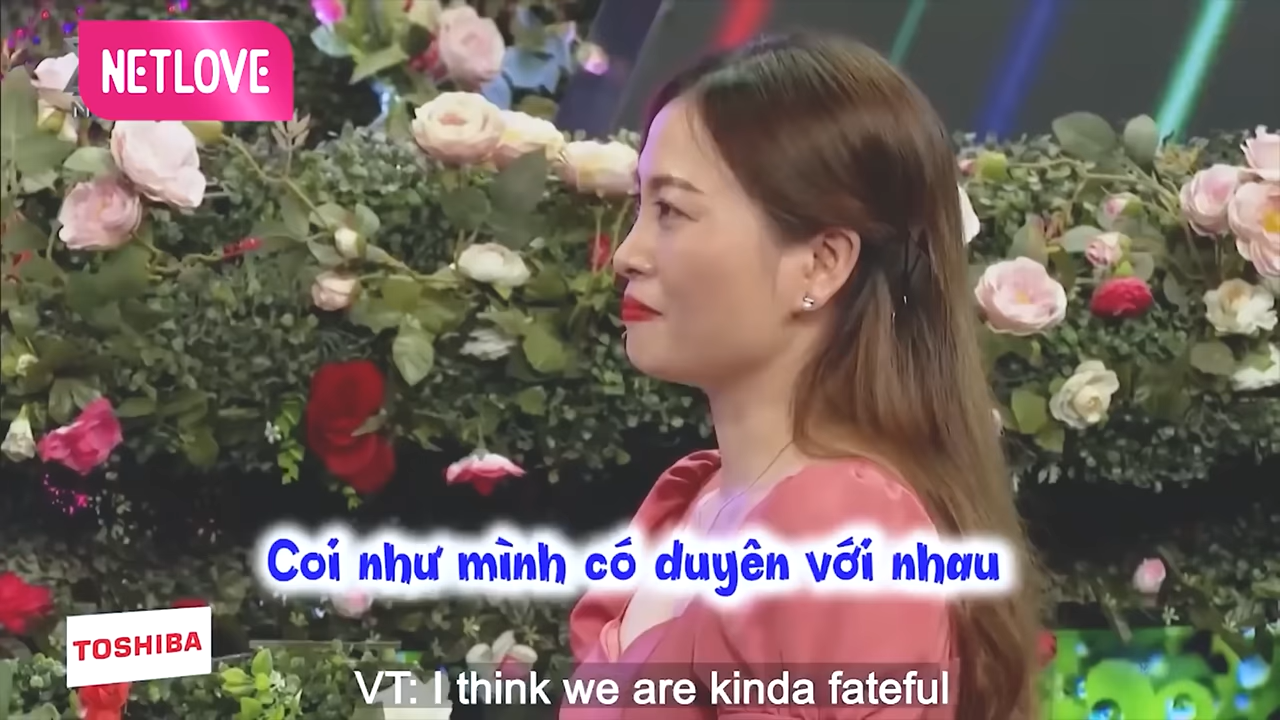 NETLOVE
Coi như mình có duyên với nhau
TOSHIBA
VT: I think we are kinda fateful